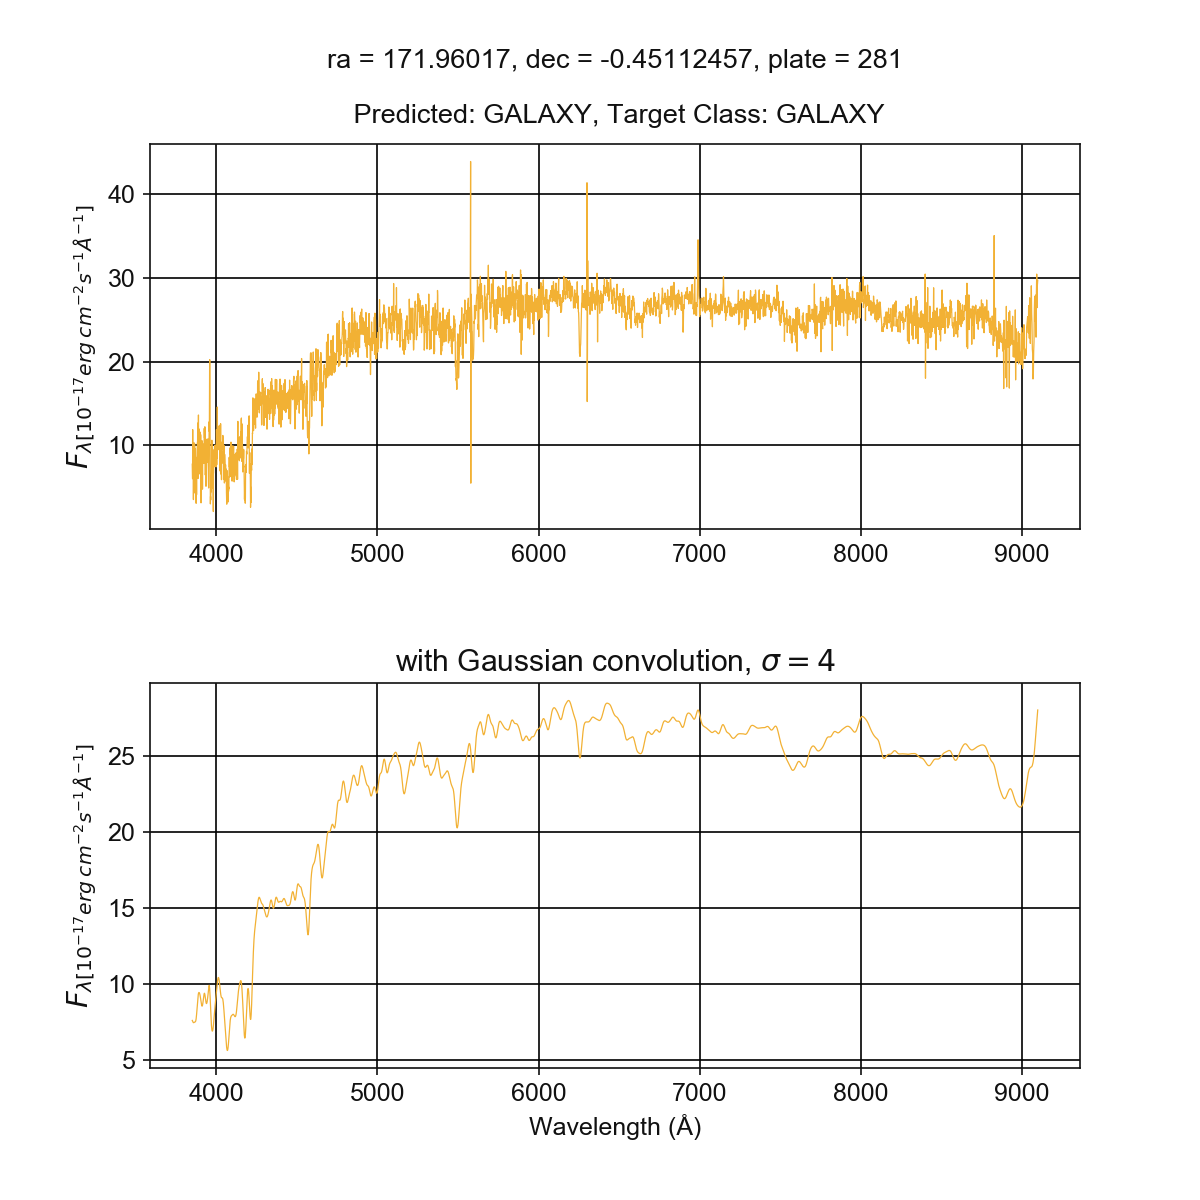 ra = 171.96017, dec = -0.45112457, plate = 281
Predicted: GALAXY, Target Class: GALAXY
F_λ[10^{-17} erg cm^{-2} s^{-1} Å^{-1}]
40
30
20
10
4000 5000 6000 7000 8000 9000
with Gaussian convolution, σ = 4
F_λ[10^{-17} erg cm^{-2} s^{-1} Å^{-1}]
25
20
15
10
5
4000 5000 6000 7000 8000 9000
Wavelength (Å)